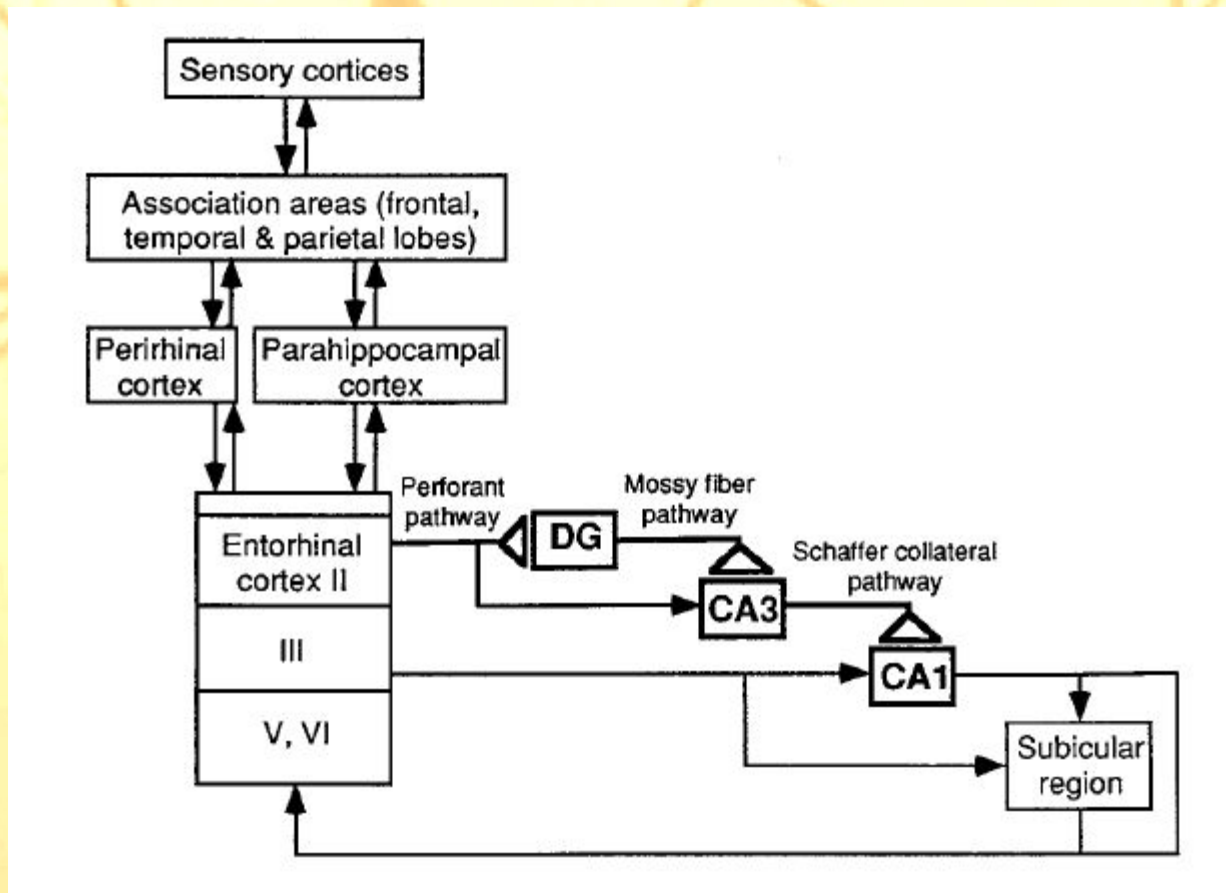 Sensory cortices
Association areas (frontal,
temporal & parietal lobes)
Perirhinal
cortex
Parahippocampal
cortex
Perforant
pathway
Mossy fiber
pathway
DG
Schaffer collateral
pathway
Entorhinal
cortex II
CA3
III
CA1
V, VI
Subicular
region